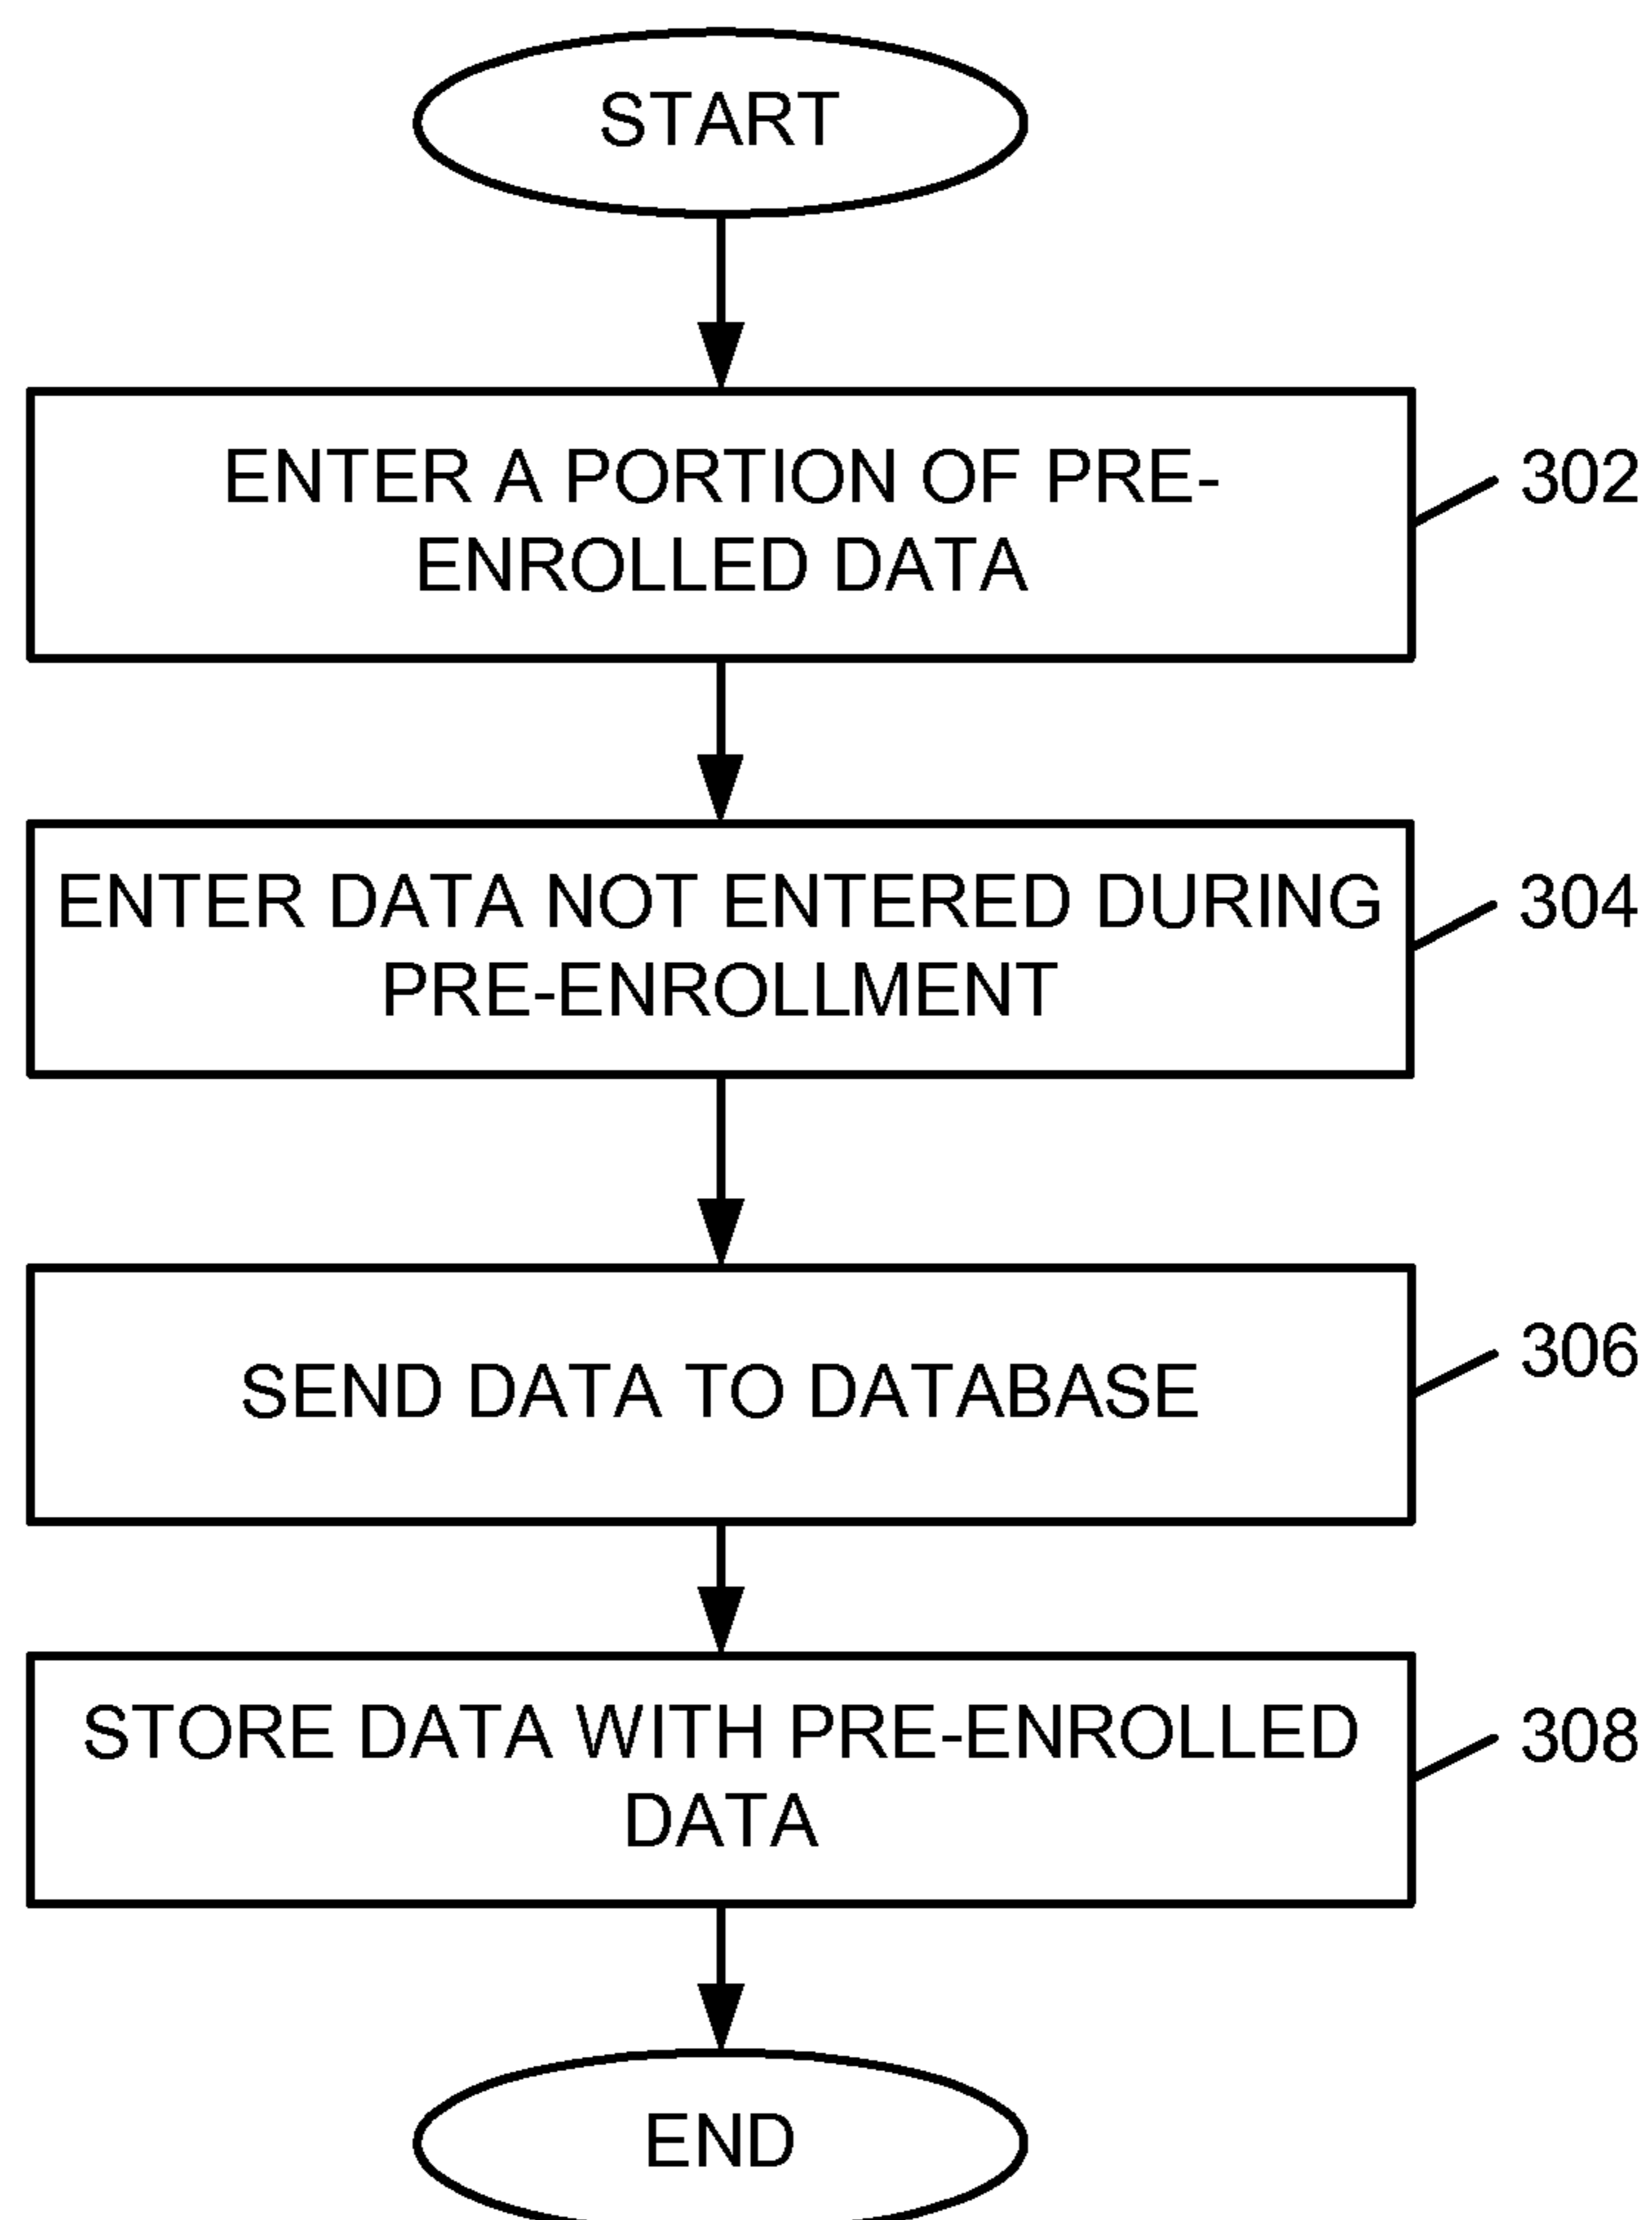 START
ENTER A PORTION OF PRE-
ENROLLED DATA
302
ENTER DATA NOT ENTERED DURING
PRE-ENROLLMENT
304
SEND DATA TO DATABASE
306
STORE DATA WITH PRE-ENROLLED
DATA
308
END